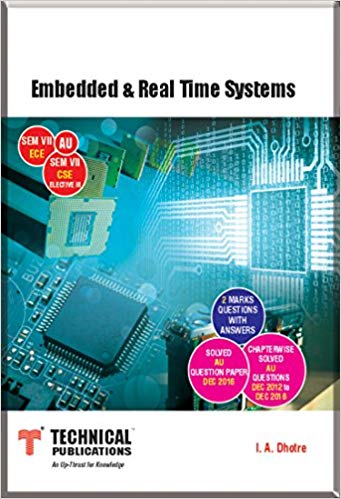 Embedded & Real Time Systems
SEM VII
ECE
AU
SEM VII
CSE
ELECTIVE III
2 MARKS
QUESTIONS
WITH
ANSWERS
SOLVED
AU
QUESTION PAPER
DEC 2016
CHAPTERWISE
SOLVED
AU
QUESTIONS
DEC 2012 to
DEC 2016
TECHNICAL
PUBLICATIONS
An Up-Thrust for Knowledge
I. A. Dhotre